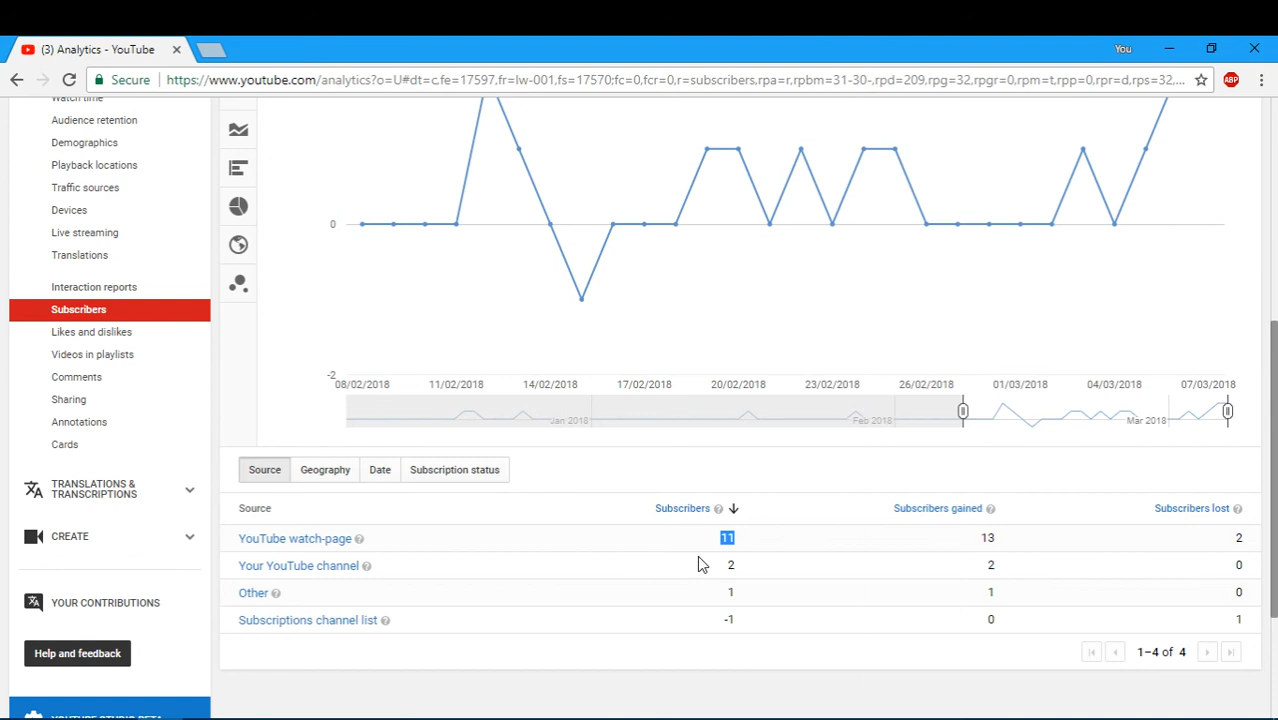 (3) Analytics - YouTube
You
Secure
https://www.youtube.com/analytics?o=U#dt=c,fe=17597,fr=lw-001,fs=17570;fc=0,fcr=0,r=subscribers,rpa=r,rpbm=31-30-,rpd=209,rpg=32,rpgr=0,rpm=t,rpp=0,rpr=d,rps=32,...
ABP
Watch time
Audience retention
Demographics
Playback locations
Traffic sources
Devices
Live streaming
Translations
Interaction reports
Subscribers
Likes and dislikes
Videos in playlists
Comments
Sharing
Annotations
Cards
TRANSLATIONS &
TRANSCRIPTIONS
CREATE
YOUR CONTRIBUTIONS
Help and feedback
YOUTUBE STUDIO BETA
0
-2
08/02/2018 11/02/2018 14/02/2018 17/02/2018 20/02/2018 23/02/2018 26/02/2018 01/03/2018 04/03/2018 07/03/2018
Jan 2018 Feb 2018 Mar 2018
Source Geography Date Subscription status
Source Subscribers ? Subscribers gained ? Subscribers lost ?
YouTube watch-page ? 11 13 2
Your YouTube channel ? 2 2 0
Other ? 1 1 0
Subscriptions channel list ? -1 0 1
1–4 of 4